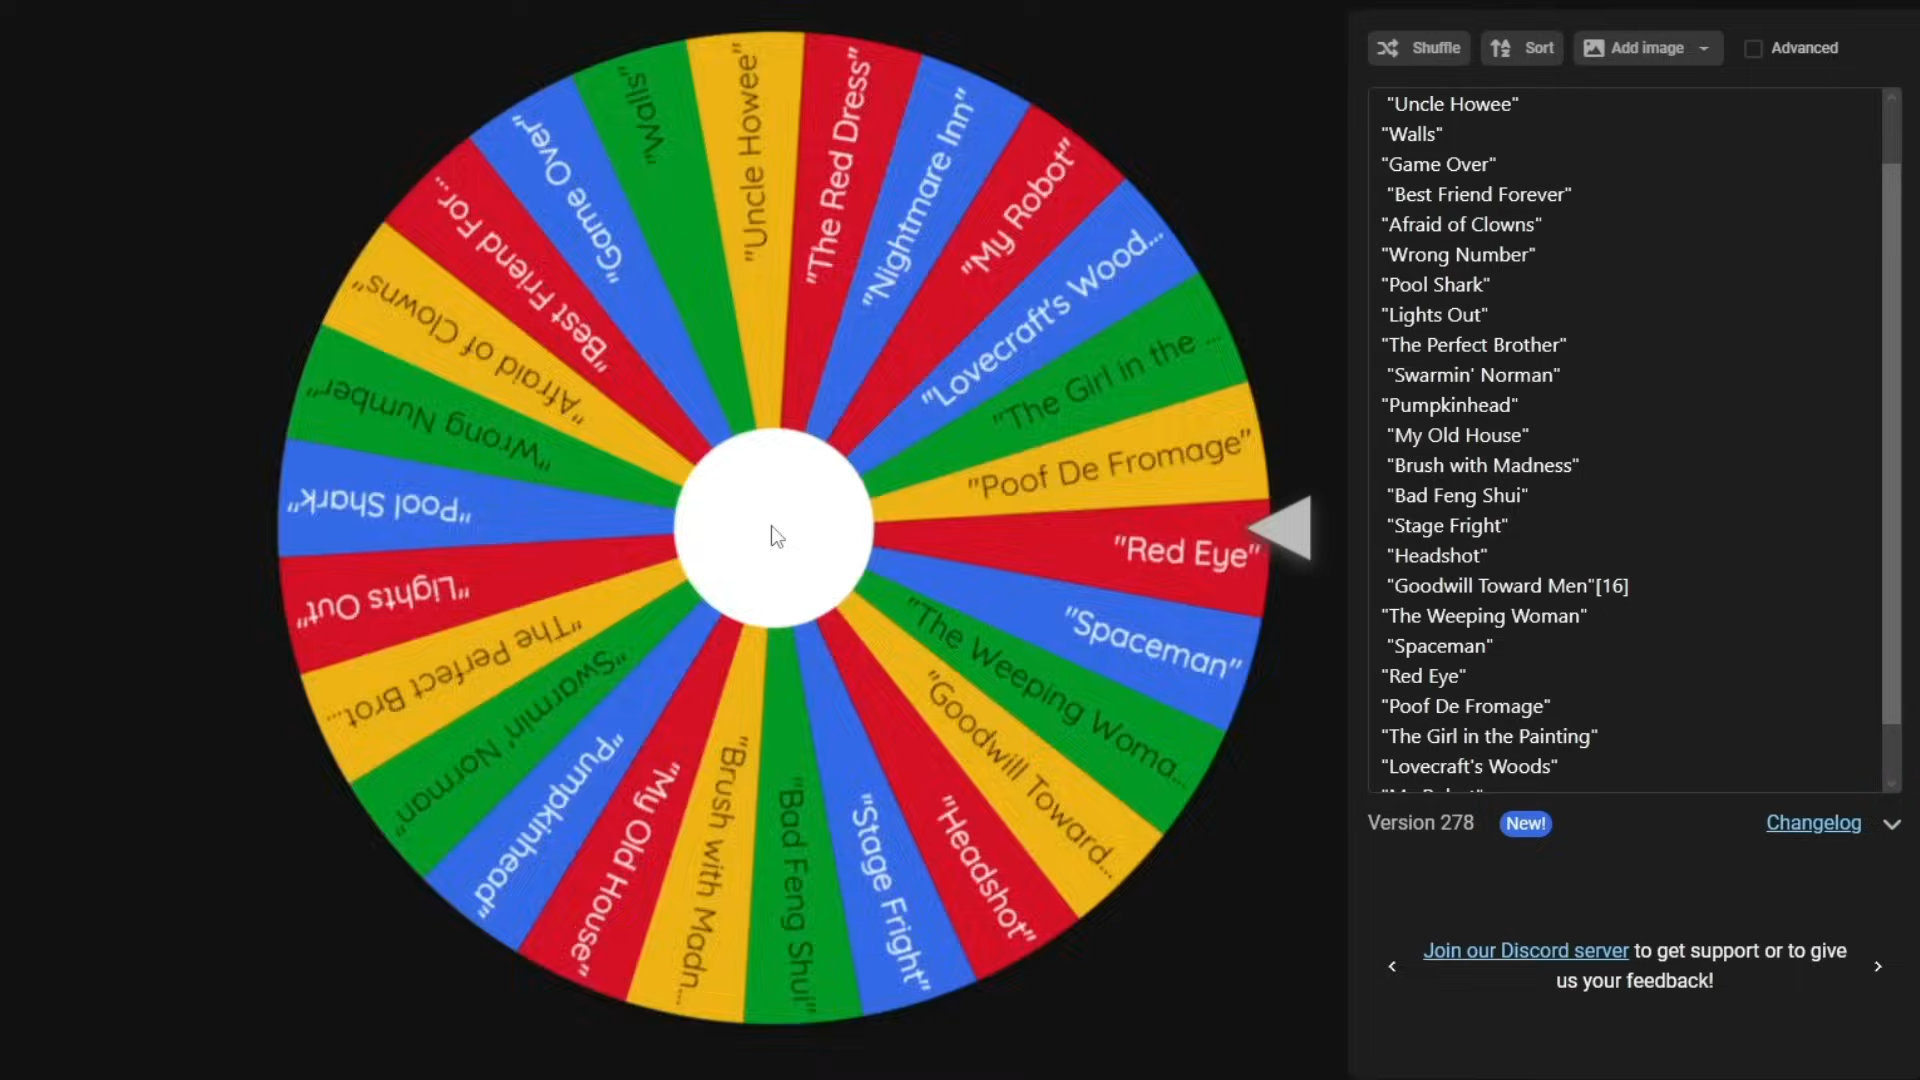 "Uncle Howee"
"The Red Dress"
"Nightmare Inn"
"My Robot"
"Lovecraft's Wood...
"The Girl in the ...
"Poof De Fromage"
"Red Eye"
"Spaceman"
"The Weeping Woma...
"Goodwill Toward...
"Headshot"
"Stage Fright"
"Bad Feng Shui"
"Brush with Madn...
"My Old House"
"Pumpkinhead"
"Swarmin' Norman"
"The Perfect Brot...
"Lights Out"
"Pool Shark"
"Wrong Number"
"Afraid of Clowns"
"Best Friend For...
"Game Over"
"Walls"
Shuffle
Sort
Add image
Advanced
"Uncle Howee"
"Walls"
"Game Over"
"Best Friend Forever"
"Afraid of Clowns"
"Wrong Number"
"Pool Shark"
"Lights Out"
"The Perfect Brother"
"Swarmin' Norman"
"Pumpkinhead"
"My Old House"
"Brush with Madness"
"Bad Feng Shui"
"Stage Fright"
"Headshot"
"Goodwill Toward Men"[16]
"The Weeping Woman"
"Spaceman"
"Red Eye"
"Poof De Fromage"
"The Girl in the Painting"
"Lovecraft's Woods"
"My Robot"
Version 278
New!
Changelog
Join our Discord server to get support or to give
us your feedback!